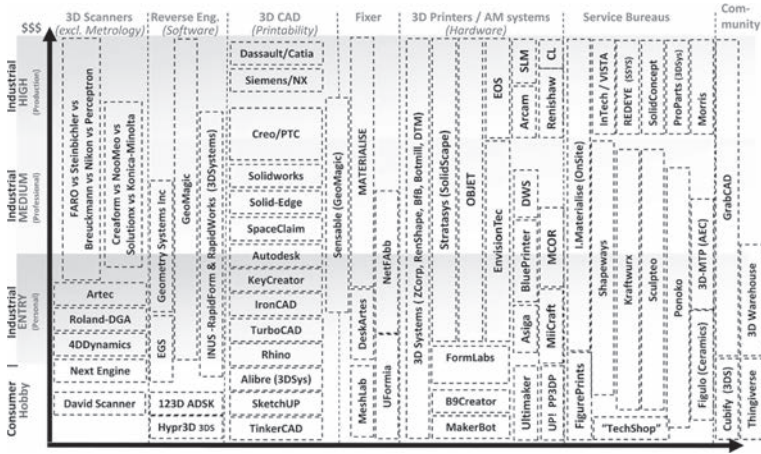 $$$
3D Scanners
(excl. Metrology)
Reverse Eng.
(Software)
3D CAD
(Printability)
Fixer
3D Printers / AM systems
(Hardware)
Service Bureaus
Com-
munity
Industrial
HIGH
(Production)
Industrial
MEDIUM
(Professional)
Industrial
ENTRY
(Personal)
Consumer I
Hobby
FARO vs Steinbichler vs
Breuckmann vs Nikon vs Perceptron
Creaform vs NooMeo vs
Solutionx vs Konica-Minolta
Artec
Roland-DGA
4DDynamics
Next Engine
David Scanner
Geometry Systems Inc
EGS
GeoMagic
INUS -RapidForm & RapidWorks (3DSystems)
123D ADSK
Hypr3D 3DS
Dassault/Catia
Siemens/NX
Creo/PTC
Solidworks
Solid-Edge
SpaceClaim
Autodesk
KeyCreator
IronCAD
TurboCAD
Rhino
Alibre (3DSys)
SketchUP
TinkerCAD
Sensable (GeoMagic)
MATERIALISE
DeskArtes
MeshLab
NetFAbb
UFormia
3D Systems ( ZCorp, RenShape, BfB, Botmill, DTM)
Stratasys (SolidScape)
OBJET
EOS
EnvisionTec
FormLabs
B9Creator
MakerBot
SLM
Arcam
DWS
BluePrinter
Asiga
Ultimaker
CL
Renishaw
MCOR
MiiCraft
UP! PP3DP
I.Materialise (OnSite)
FigurePrints
InTech / VISTA
REDEYE (SSYS)
SolidConcept
ProParts (3DSys)
Morris
Shapeways
Kraftwurx
Sculpteo
Ponoko
3D-MTP (AEC)
Figulo (Ceramics)
"TechShop"
GrabCAD
Cubify (3DS)
3D Warehouse
Thingiverse